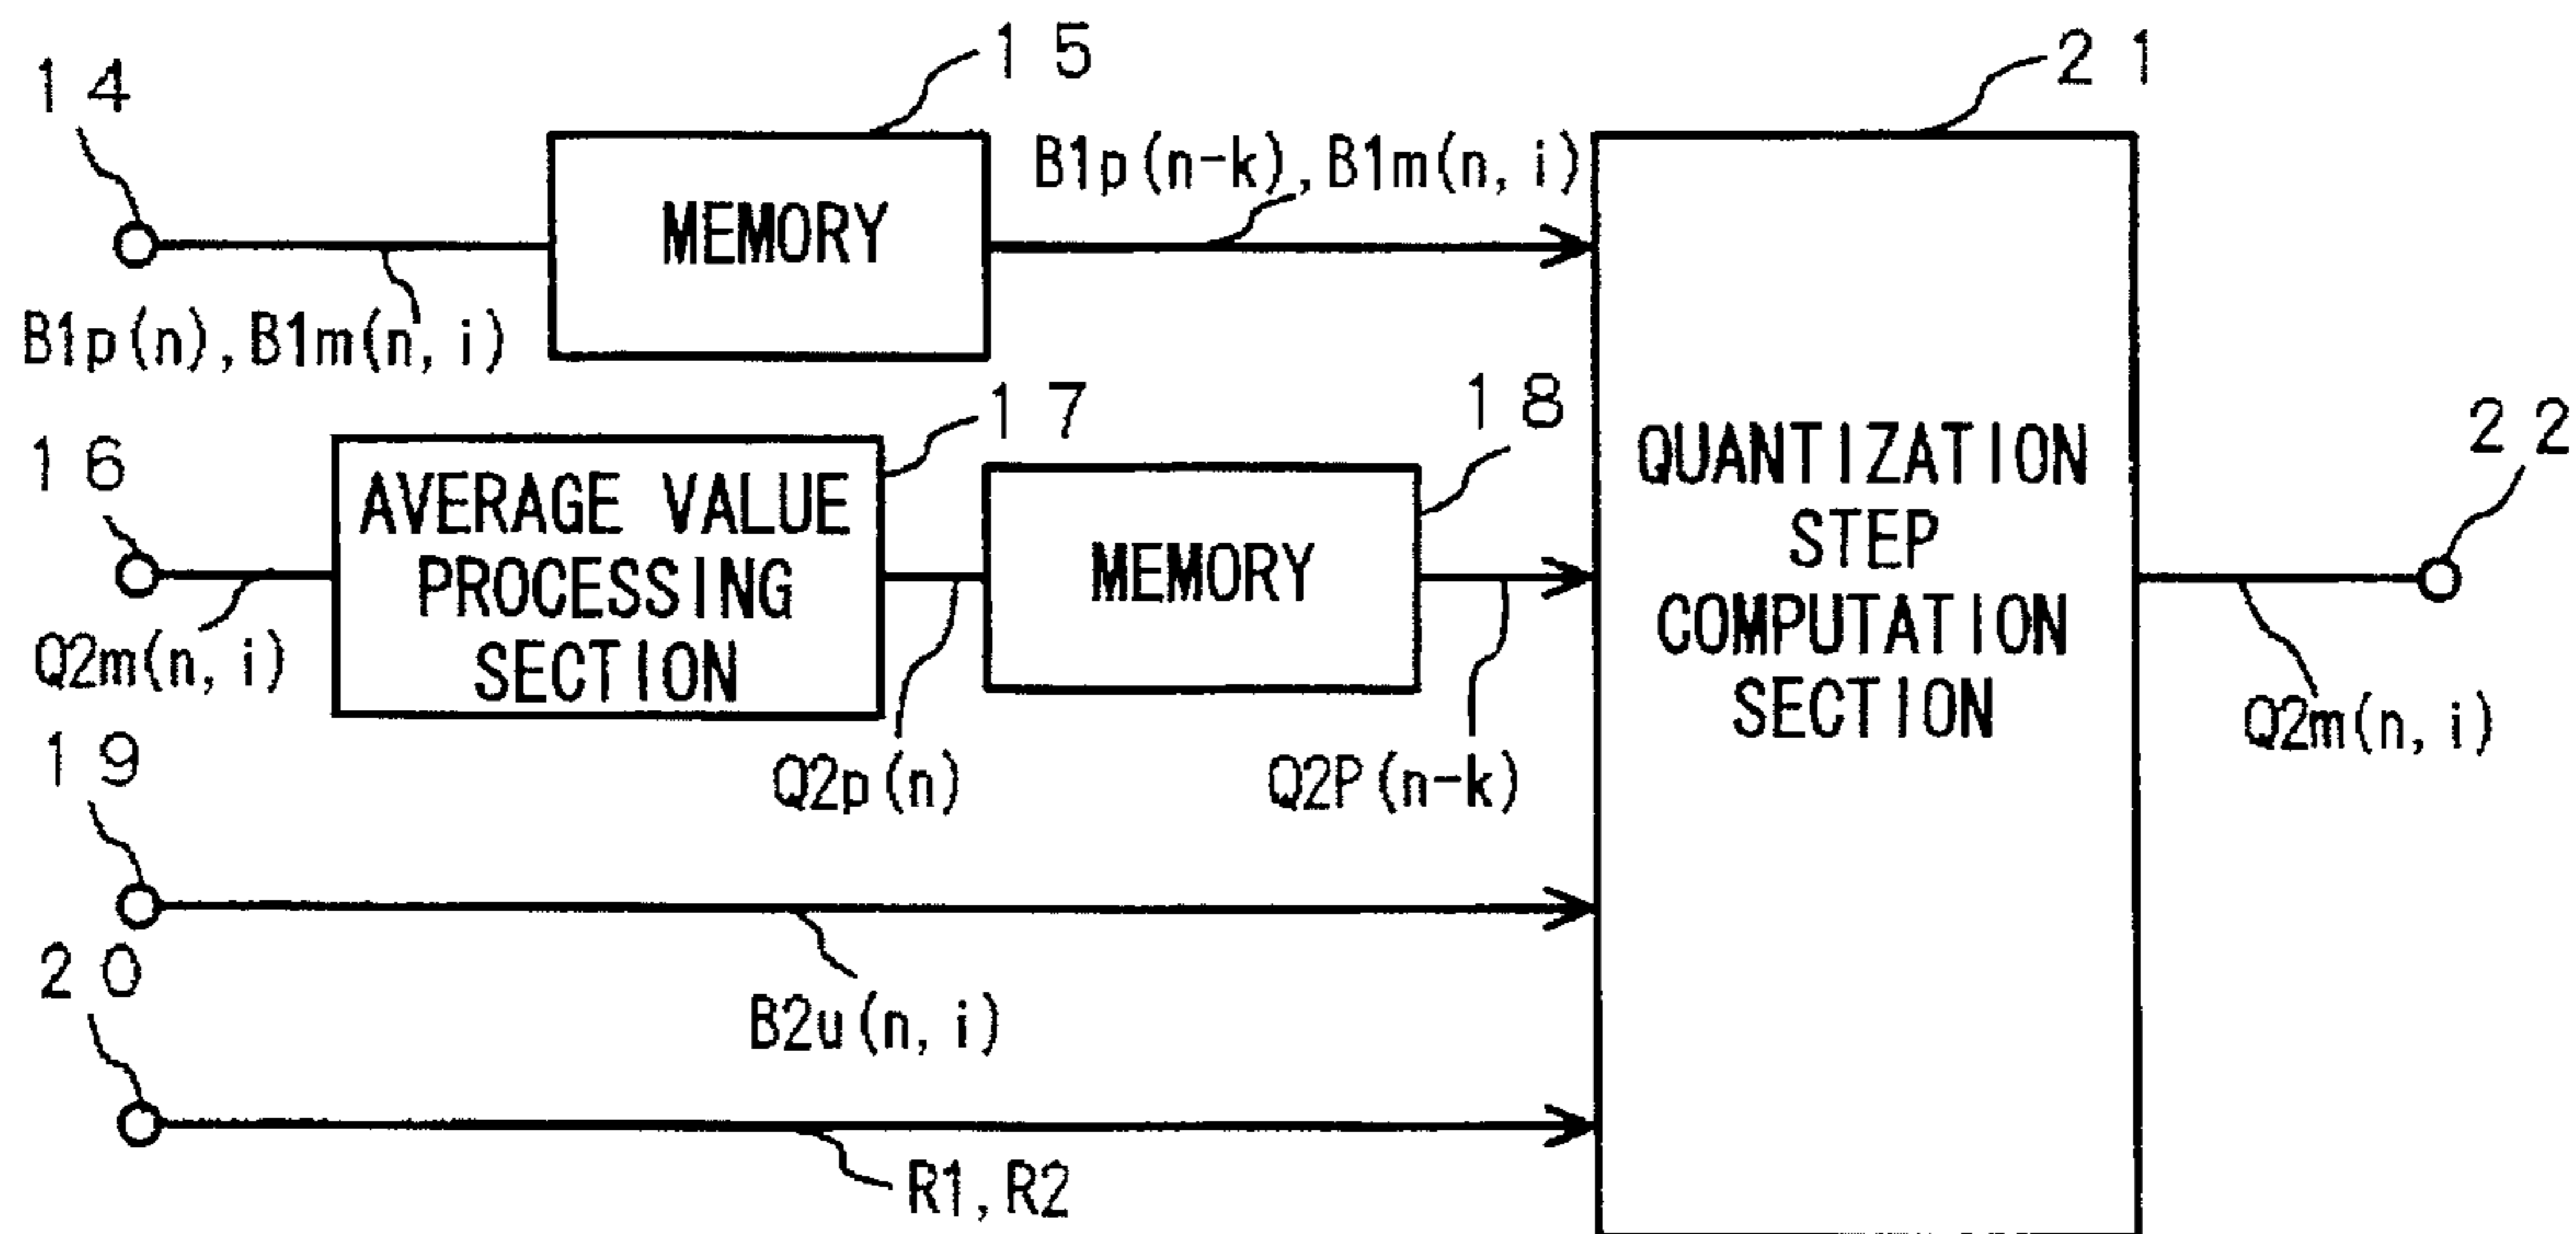 14
15
21
B1p(n-k),B1m(n,i)
MEMORY
B1p(n),B1m(n,i)
16
17
18
22
AVERAGE VALUE
PROCESSING
SECTION
MEMORY
QUANTIZATION
STEP
COMPUTATION
SECTION
Q2m(n,i)
Q2p(n)
Q2P(n-k)
Q2m(n,i)
19
B2u(n,i)
20
R1,R2